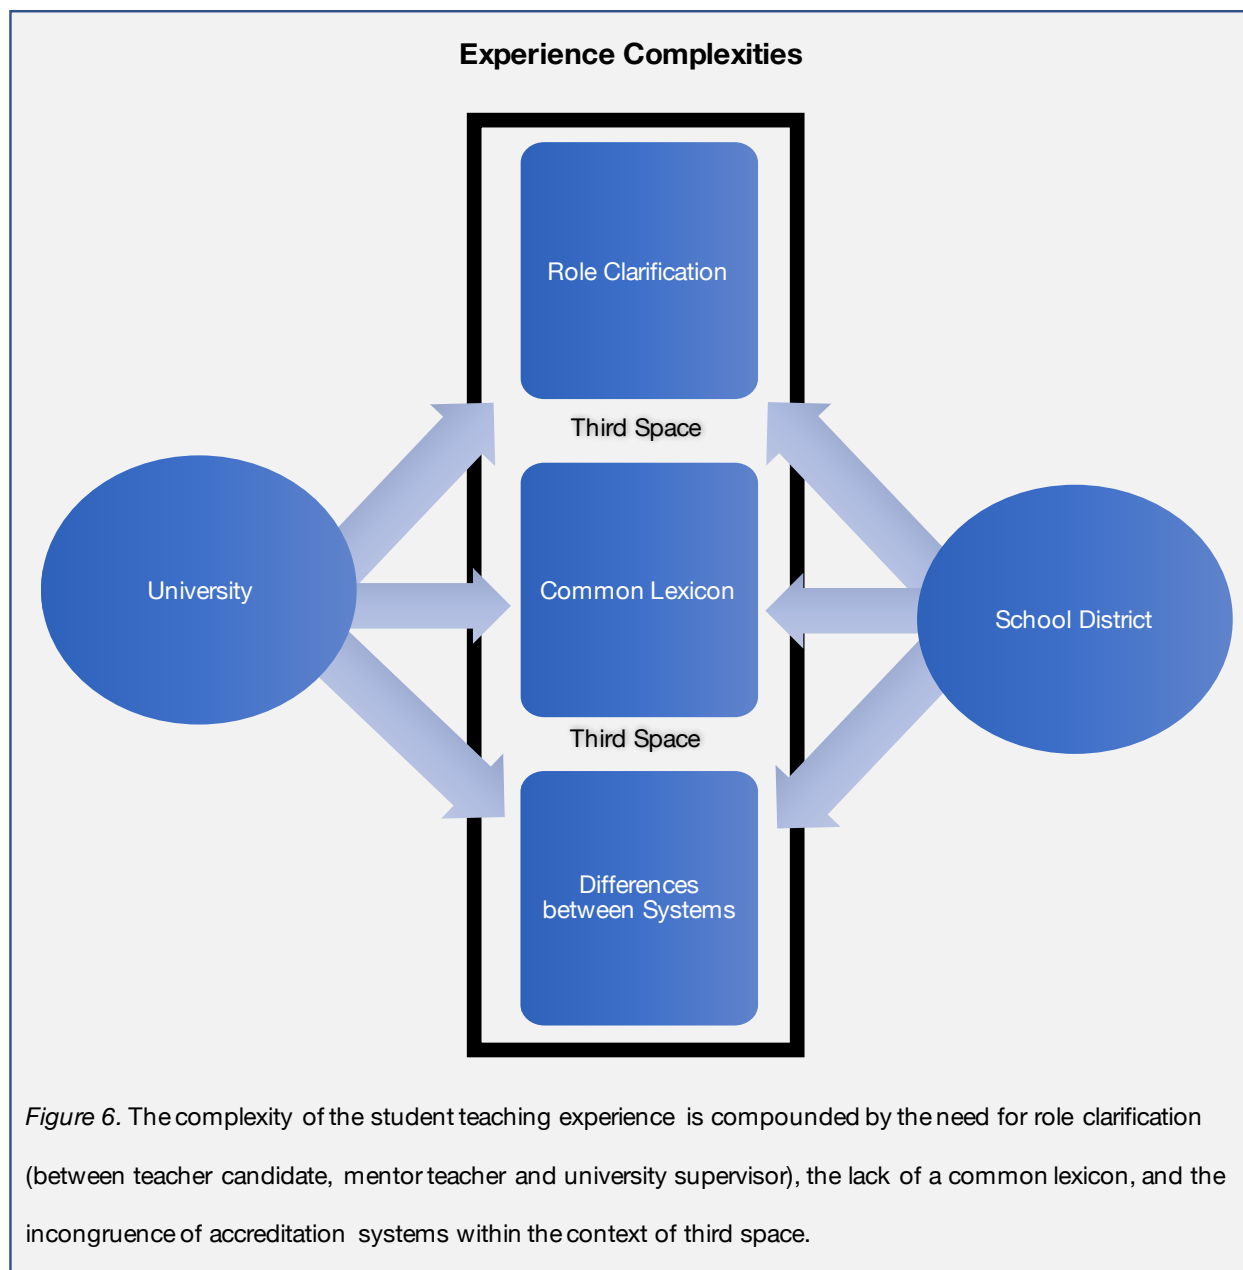 Experience Complexities
Role Clarification
Third Space
University
Common Lexicon
School District
Third Space
Differences
between Systems
Figure 6. The complexity of the student teaching experience is compounded by the need for role clarification
(between teacher candidate, mentor teacher and university supervisor), the lack of a common lexicon, and the
incongruence of accreditation systems within the context of third space.